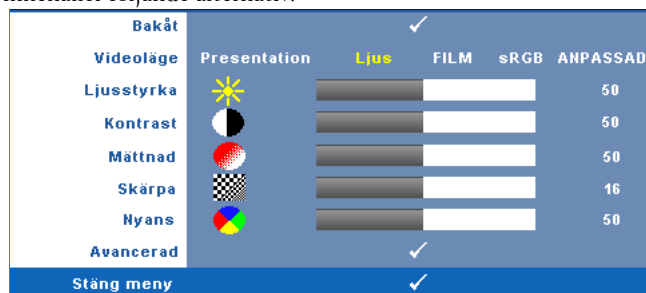 Bakåt
Videoläge Presentation Ljus FILM sRGB ANPASSAD
Ljusstyrka 50
Kontrast 50
Mättnad 50
Skärpa 16
Nyans 50
Avancerad
Stäng meny